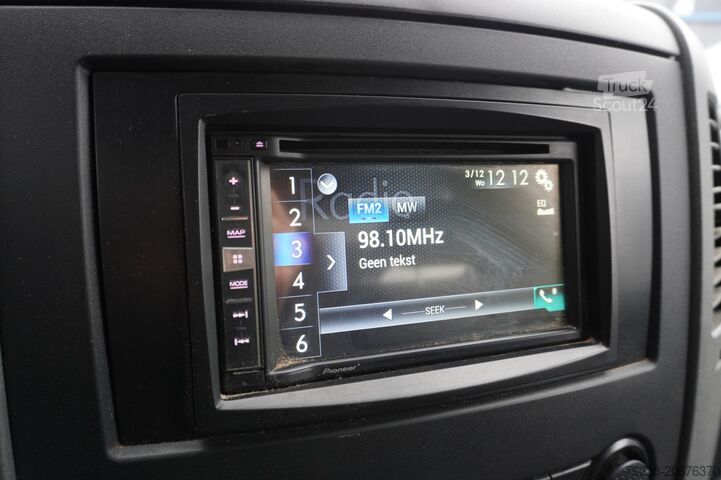 Truck
Scout24
Radio
3/12
Wo
12 12
FM2
MW
EQ
98.10MHz
Geen tekst
SEEK
1
2
3
4
5
6
MAP
MODE
Pioneer